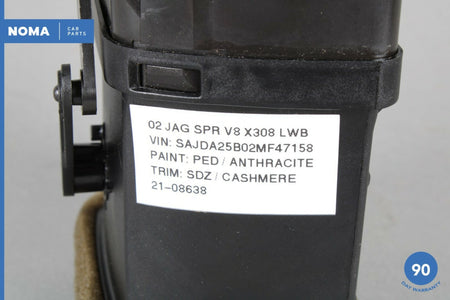 NOMA CAR
PARTS
02 JAG SPR V8 X308 LWB
VIN: SAJDA25B02MF47158
PAINT: PED / ANTHRACITE
TRIM: SDZ / CASHMERE
21-08638
90
DAY WARRANTY